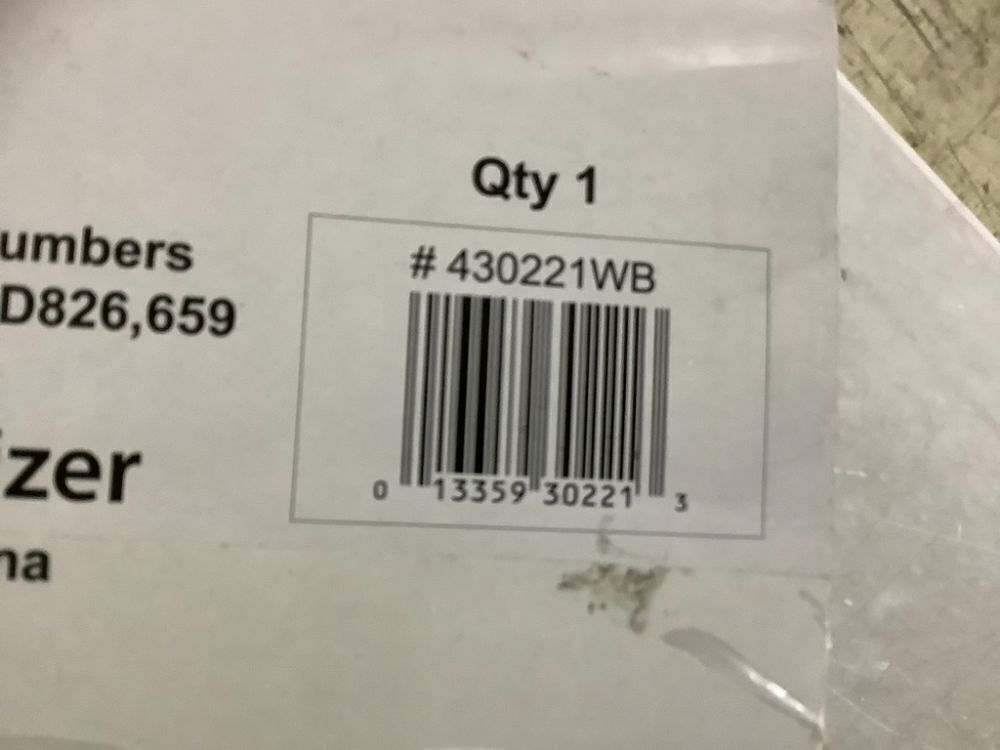 Qty 1
# 430221WB
0 13359 30221 3
umbers
D826,659
izer
na